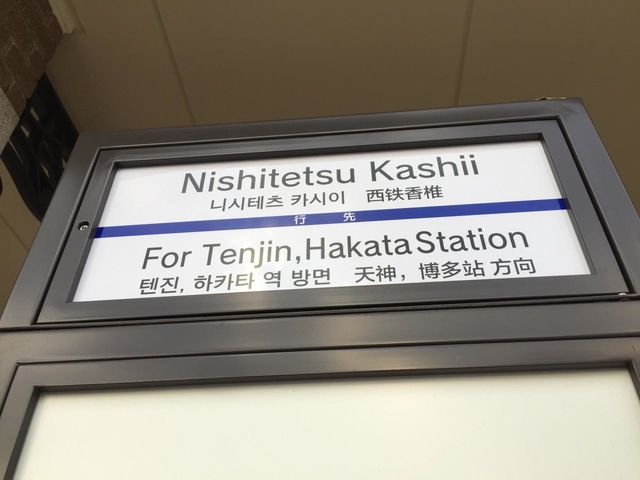 Nishitetsu Kashii
니시테츠 카시이 西铁香椎
行先
For Tenjin, Hakata Station
텐진, 하카타 역 방면 天神，博多站 方向